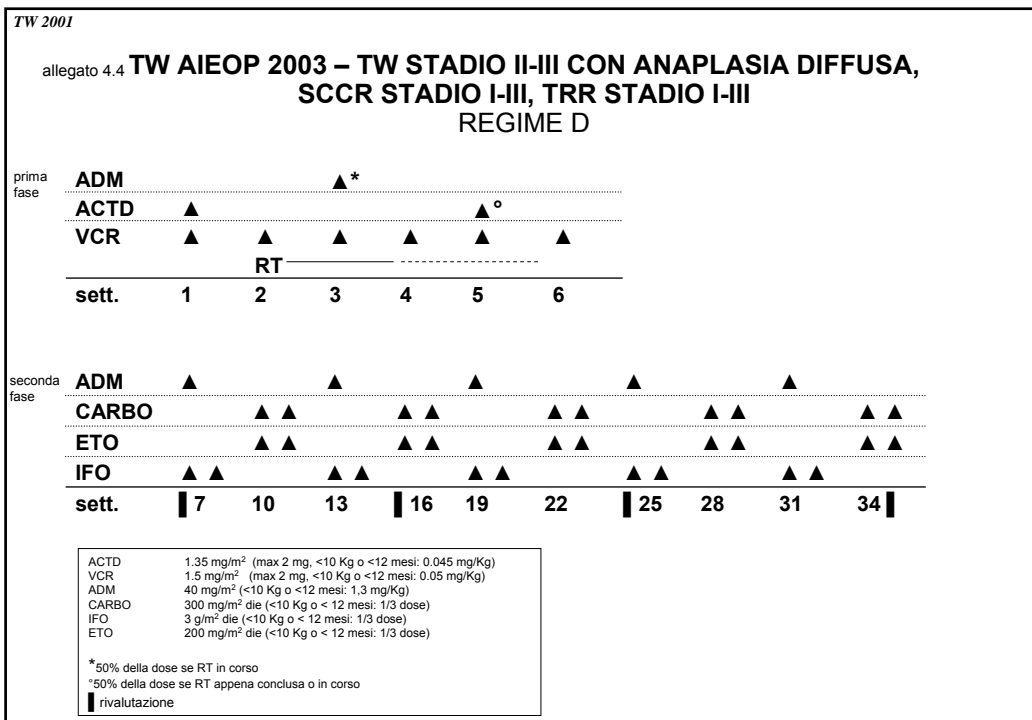 TW 2001
allegato 4.4 TW AIEOP 2003 – TW STADIO II-III CON ANAPLASIA DIFFUSA,
SCCR STADIO I-III, TRR STADIO I-III
REGIME D
prima
fase
ADM ▲*
ACTD ▲ ▲°
VCR ▲ ▲ ▲ ▲ ▲ ▲
RT
sett. 1 2 3 4 5 6
seconda
fase
ADM ▲ ▲ ▲ ▲ ▲
CARBO ▲ ▲ ▲ ▲ ▲ ▲ ▲ ▲ ▲ ▲
ETO ▲ ▲ ▲ ▲ ▲ ▲ ▲ ▲ ▲ ▲
IFO ▲ ▲ ▲ ▲ ▲ ▲ ▲ ▲ ▲ ▲
sett. ▌7 10 13 ▌16 19 22 ▌25 28 31 34▐
ACTD 1.35 mg/m² (max 2 mg, <10 Kg o <12 mesi: 0.045 mg/Kg)
VCR 1.5 mg/m² (max 2 mg, <10 Kg o <12 mesi: 0.05 mg/Kg)
ADM 40 mg/m² (<10 Kg o <12 mesi: 1,3 mg/Kg)
CARBO 300 mg/m² die (<10 Kg o < 12 mesi: 1/3 dose)
IFO 3 g/m² die (<10 Kg o < 12 mesi: 1/3 dose)
ETO 200 mg/m² die (<10 Kg o < 12 mesi: 1/3 dose)
*50% della dose se RT in corso
°50% della dose se RT appena conclusa o in corso
▌rivalutazione